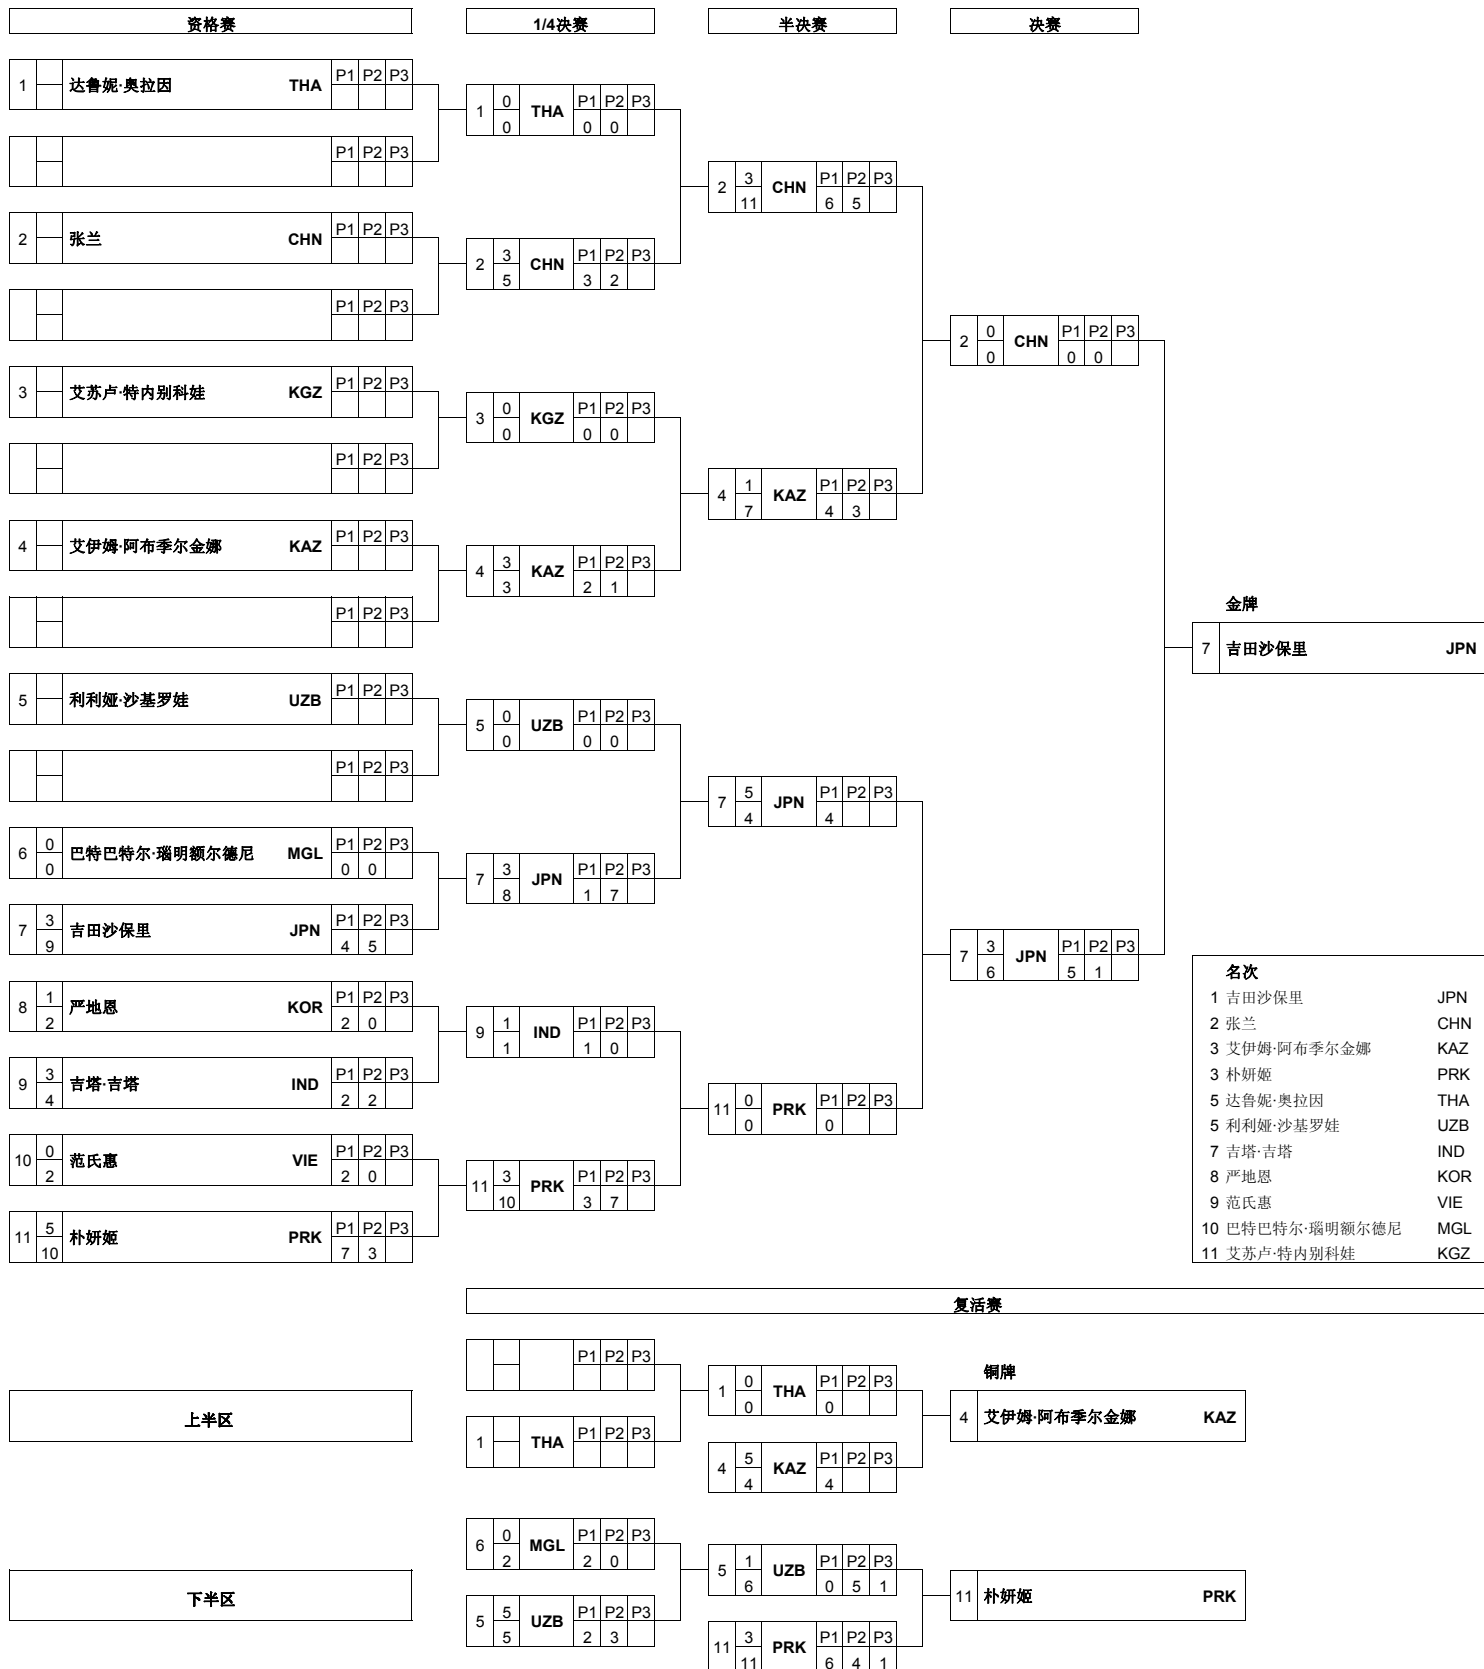 资格赛 1/4决赛 半决赛 决赛
1 达鲁妮·奥拉因 THA P1 P2 P3
1 0 THA P1 P2 P3
0 0 0
P1 P2 P3
2 3 CHN P1 P2 P3
11 6 5
2 张兰 CHN P1 P2 P3
2 3 CHN P1 P2 P3
5 3 2
P1 P2 P3
2 0 CHN P1 P2 P3
0 0 0
3 艾苏卢·特内别科娃 KGZ P1 P2 P3
3 0 KGZ P1 P2 P3
0 0 0
P1 P2 P3
4 1 KAZ P1 P2 P3
7 4 3
4 艾伊姆·阿布季尔金娜 KAZ P1 P2 P3
4 3 KAZ P1 P2 P3
3 2 1
P1 P2 P3
金牌
7 吉田沙保里 JPN
5 利利娅·沙基罗娃 UZB P1 P2 P3
5 0 UZB P1 P2 P3
0 0 0
P1 P2 P3
7 5 JPN P1 P2 P3
4 4
6 0 巴特巴特尔·瑙明额尔德尼 MGL P1 P2 P3
0 0 0
7 3 JPN P1 P2 P3
8 1 7
7 3 吉田沙保里 JPN P1 P2 P3
9 4 5
7 3 JPN P1 P2 P3
6 5 1
8 1 严地恩 KOR P1 P2 P3
2 2 0
9 1 IND P1 P2 P3
1 1 0
9 3 吉塔·吉塔 IND P1 P2 P3
4 2 2
11 0 PRK P1 P2 P3
0 0
10 0 范氏惠 VIE P1 P2 P3
2 2 0
11 3 PRK P1 P2 P3
10 3 7
11 5 朴妍姬 PRK P1 P2 P3
10 7 3
名次
1 吉田沙保里 JPN
2 张兰 CHN
3 艾伊姆·阿布季尔金娜 KAZ
3 朴妍姬 PRK
5 达鲁妮·奥拉因 THA
5 利利娅·沙基罗娃 UZB
7 吉塔·吉塔 IND
8 严地恩 KOR
9 范氏惠 VIE
10 巴特巴特尔·瑙明额尔德尼 MGL
11 艾苏卢·特内别科娃 KGZ
复活赛
P1 P2 P3
1 0 THA P1 P2 P3
0 0
铜牌
上半区
4 艾伊姆·阿布季尔金娜 KAZ
1 THA P1 P2 P3
4 5 KAZ P1 P2 P3
4 4
6 0 MGL P1 P2 P3
2 2 0
5 1 UZB P1 P2 P3
6 0 5 1
下半区
11 朴妍姬 PRK
5 5 UZB P1 P2 P3
5 2 3
11 3 PRK P1 P2 P3
11 6 4 1